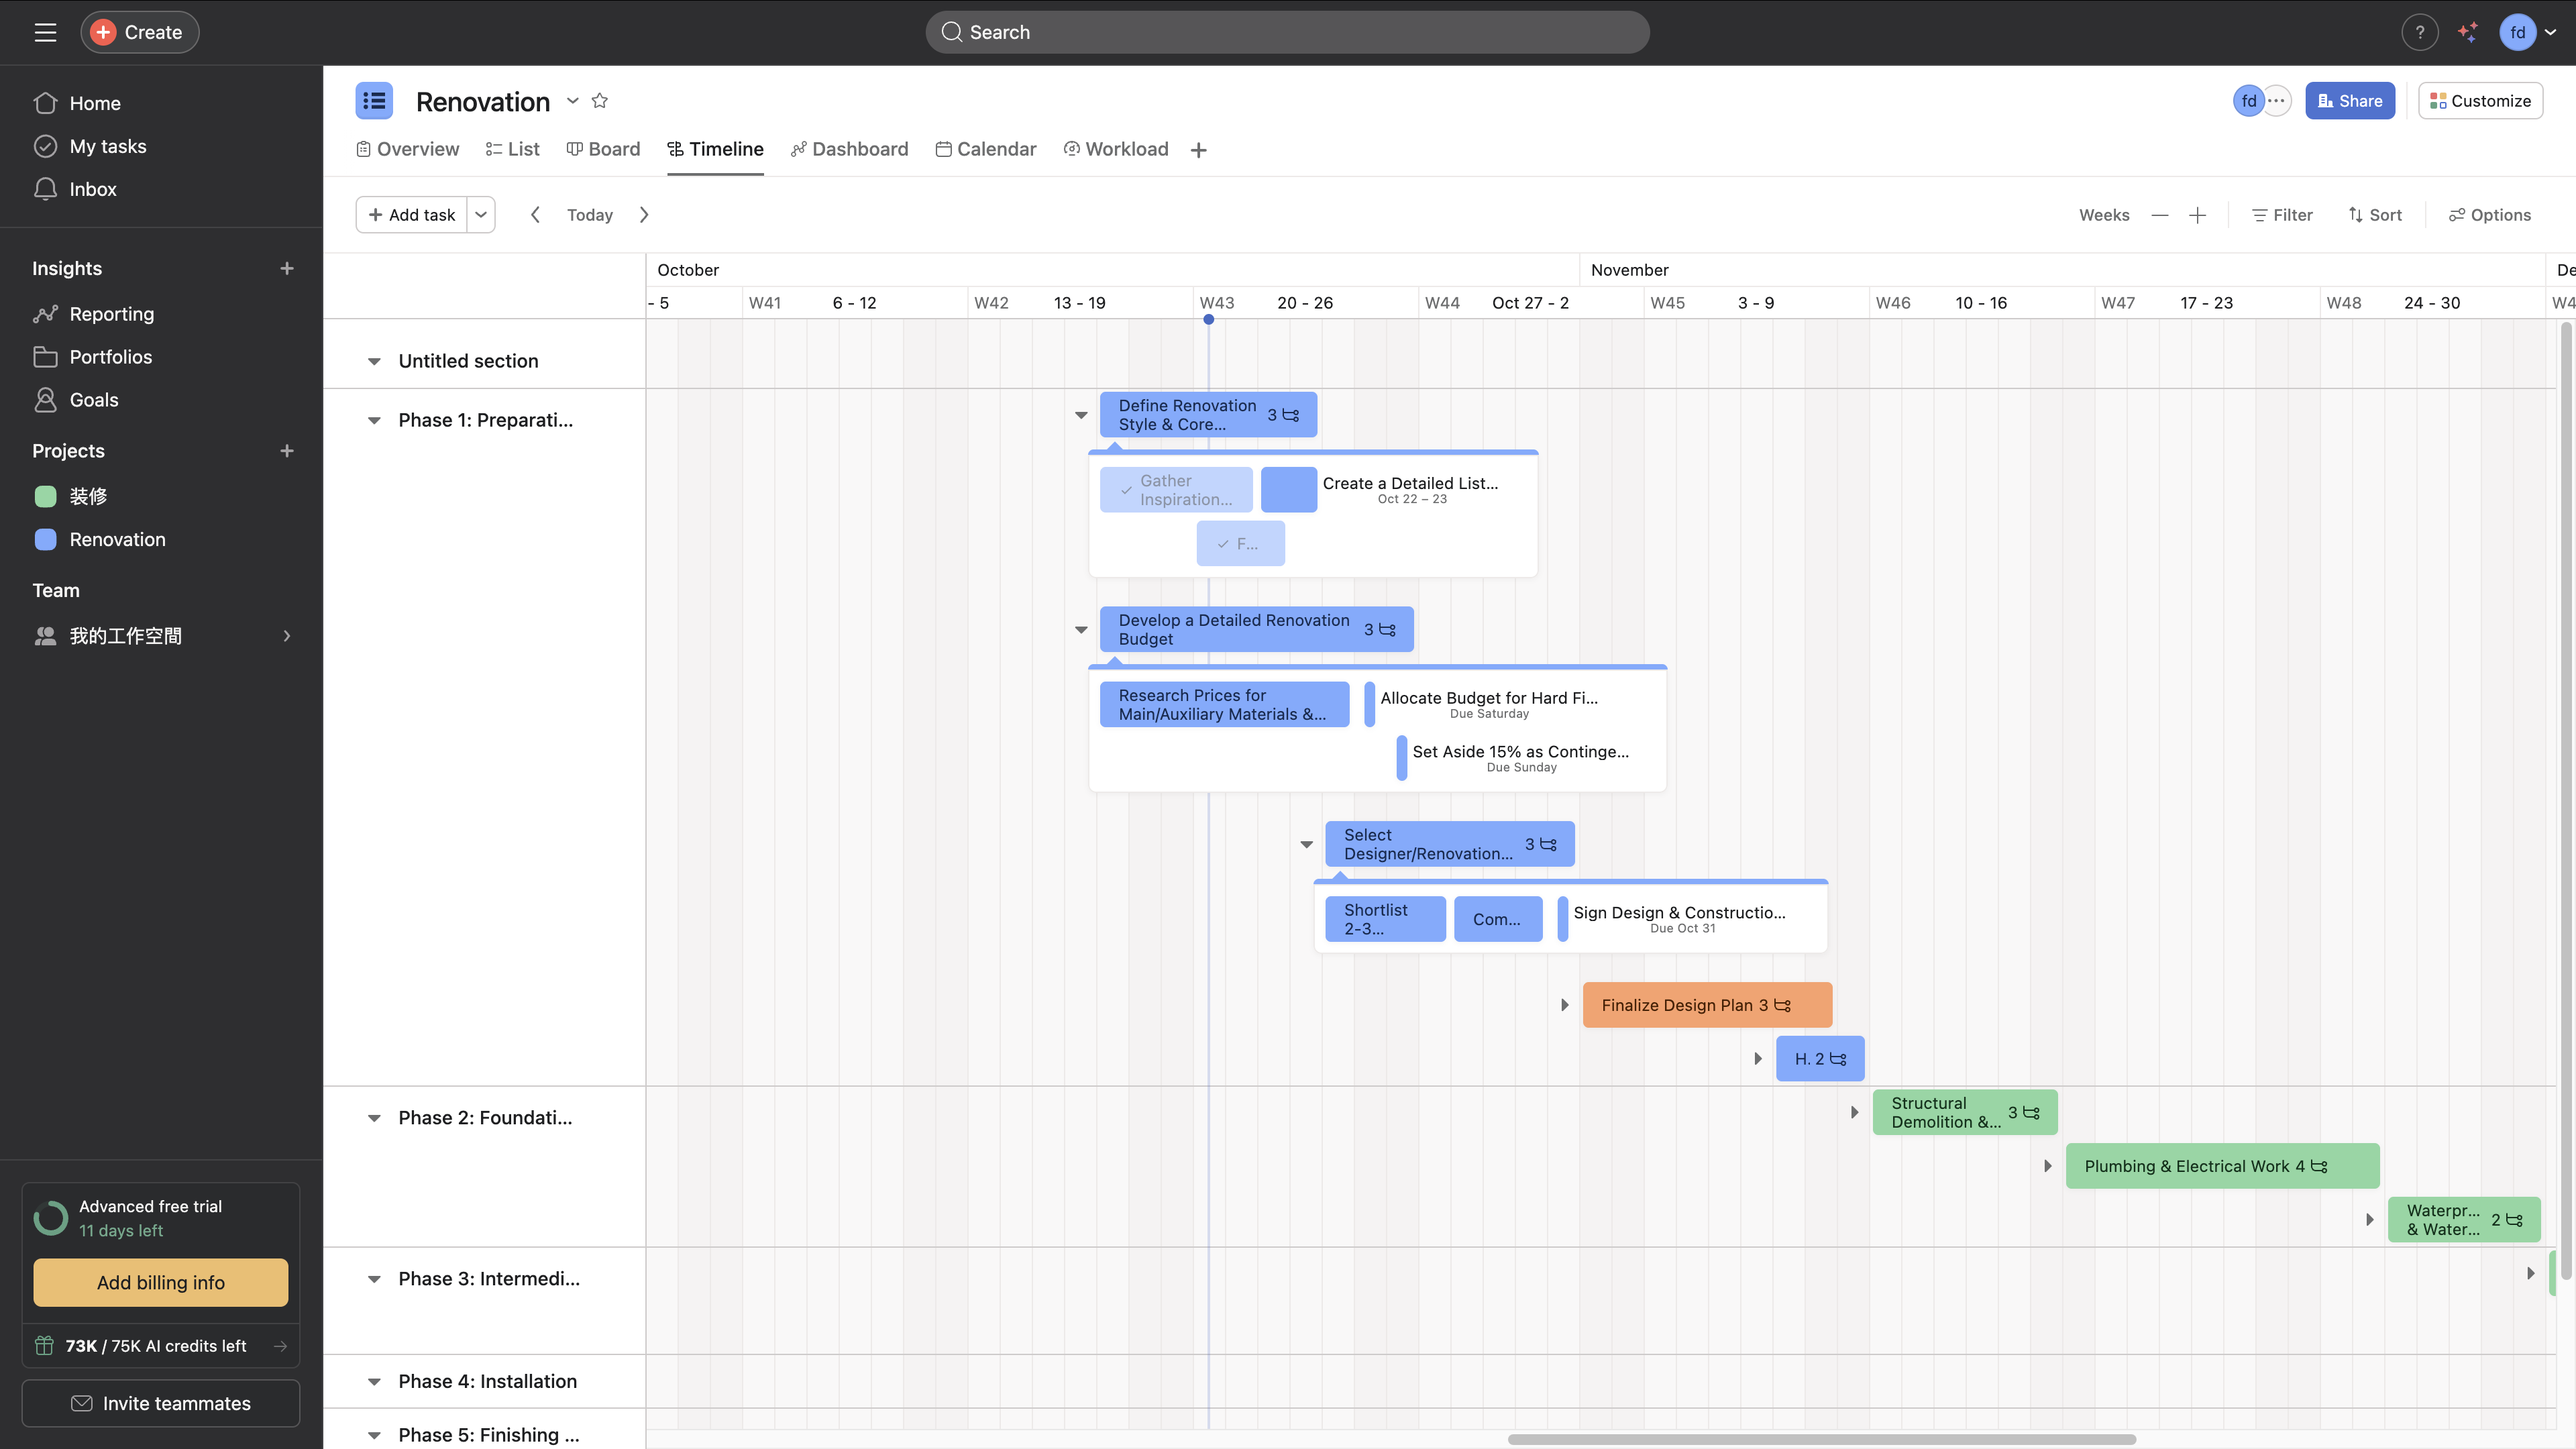 Create
Search
?
fd
Home
My tasks
Inbox
Insights
Reporting
Portfolios
Goals
Projects
装修
Renovation
Team
我的工作空間
Advanced free trial
11 days left
Add billing info
73K / 75K AI credits left
Invite teammates
Renovation
fd
Share
Customize
Overview
List
Board
Timeline
Dashboard
Calendar
Workload
Add task
Today
Weeks
Filter
Sort
Options
October
November
De
- 5
W41 6 - 12
W42 13 - 19
W43 20 - 26
W44 Oct 27 - 2
W45 3 - 9
W46 10 - 16
W47 17 - 23
W48 24 - 30
W4
Untitled section
Phase 1: Preparati...
Define Renovation
Style & Core...
3
Gather
Inspiration...
Create a Detailed List...
Oct 22 – 23
F...
Develop a Detailed Renovation
Budget
3
Research Prices for
Main/Auxiliary Materials &...
Allocate Budget for Hard Fi...
Due Saturday
Set Aside 15% as Continge...
Due Sunday
Select
Designer/Renovation...
3
Shortlist
2-3...
Com...
Sign Design & Constructio...
Due Oct 31
Finalize Design Plan 3
H. 2
Phase 2: Foundati...
Structural
Demolition &...
3
Plumbing & Electrical Work 4
Waterpr...
& Water...
2
Phase 3: Intermedi...
Phase 4: Installation
Phase 5: Finishing ...